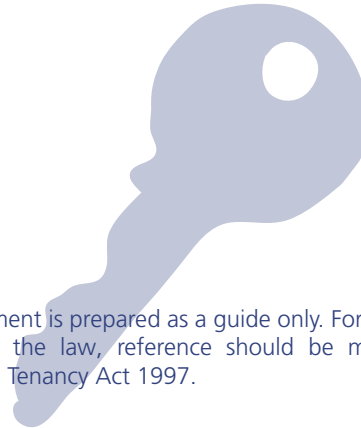 ment is prepared as a guide only. For
the law, reference should be m
Tenancy Act 1997.